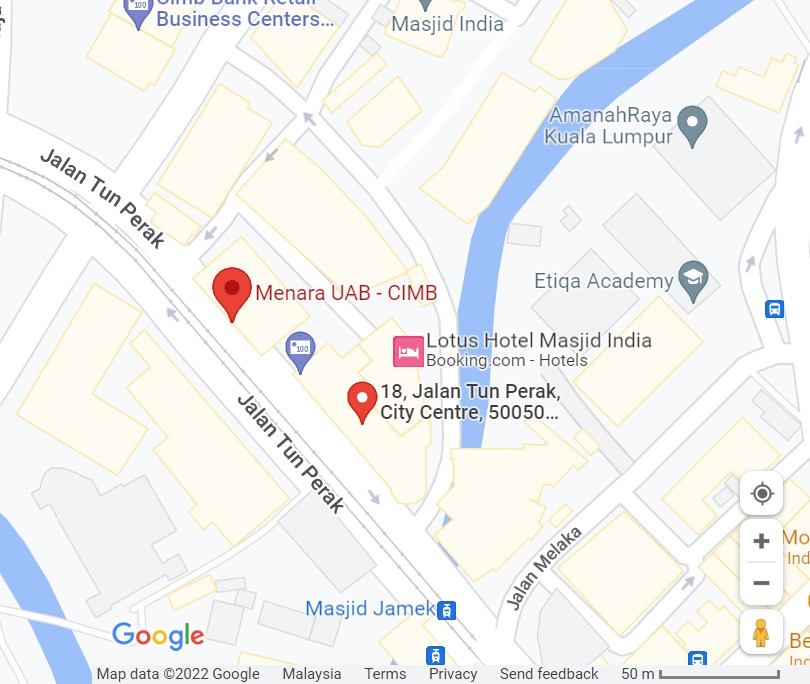 Cimb Bank Retail
Business Centers...
Masjid India
AmanahRaya
Kuala Lumpur
Jalan Tun Perak
Etiqa Academy
Menara UAB - CIMB
100
100
Lotus Hotel Masjid India
Booking.com - Hotels
18, Jalan Tun Perak,
City Centre, 50050...
Jalan Tun Perak
Jalan Melaka
Mo
Ind
Masjid Jamek
Google
Be
Ind
Map data ©2022 Google Malaysia Terms Privacy Send feedback 50 m